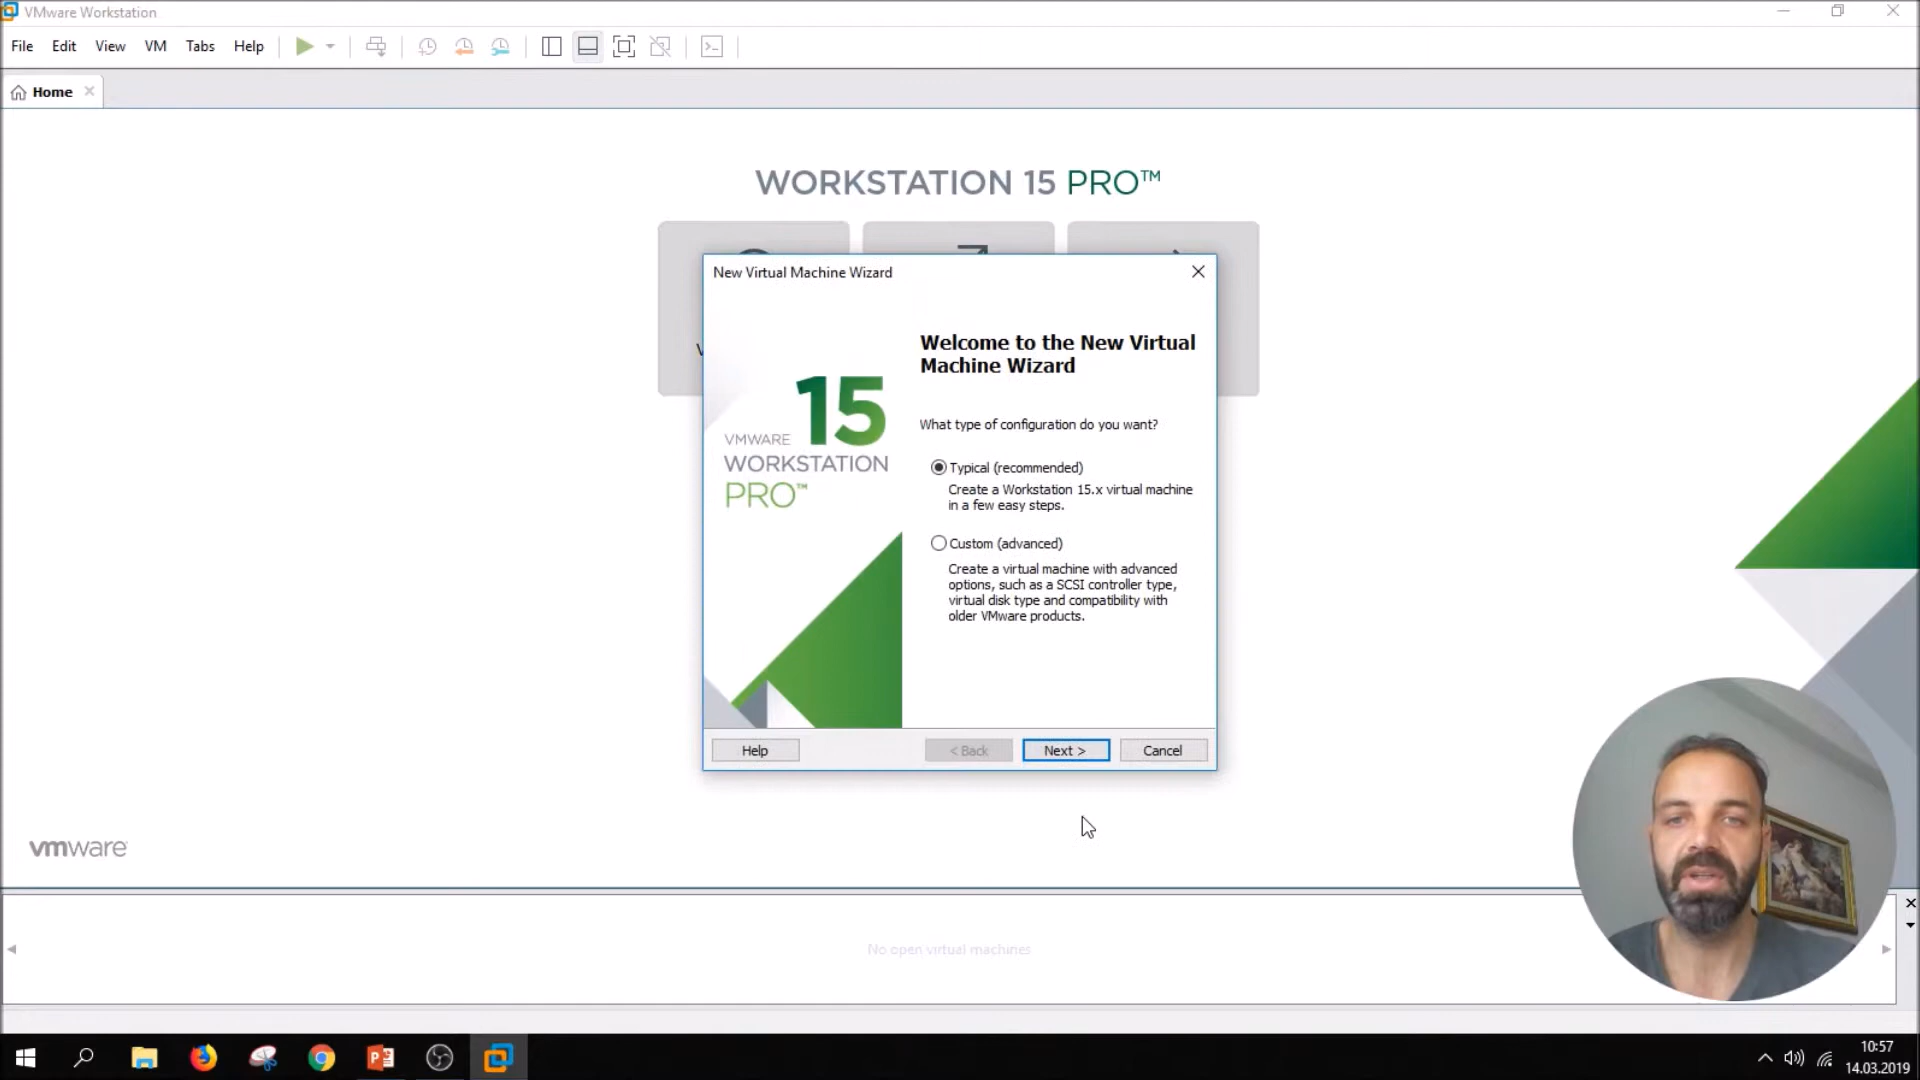 VMware Workstation
File Edit View VM Tabs Help
Home
WORKSTATION 15 PRO™
New Virtual Machine Wizard
15
VMWARE
WORKSTATION
PRO™
Welcome to the New Virtual
Machine Wizard
What type of configuration do you want?
Typical (recommended)
Create a Workstation 15.x virtual machine
in a few easy steps.
Custom (advanced)
Create a virtual machine with advanced
options, such as a SCSI controller type,
virtual disk type and compatibility with
older VMware products.
Help < Back Next > Cancel
vmware
No open virtual machines
10:57
14.03.2019